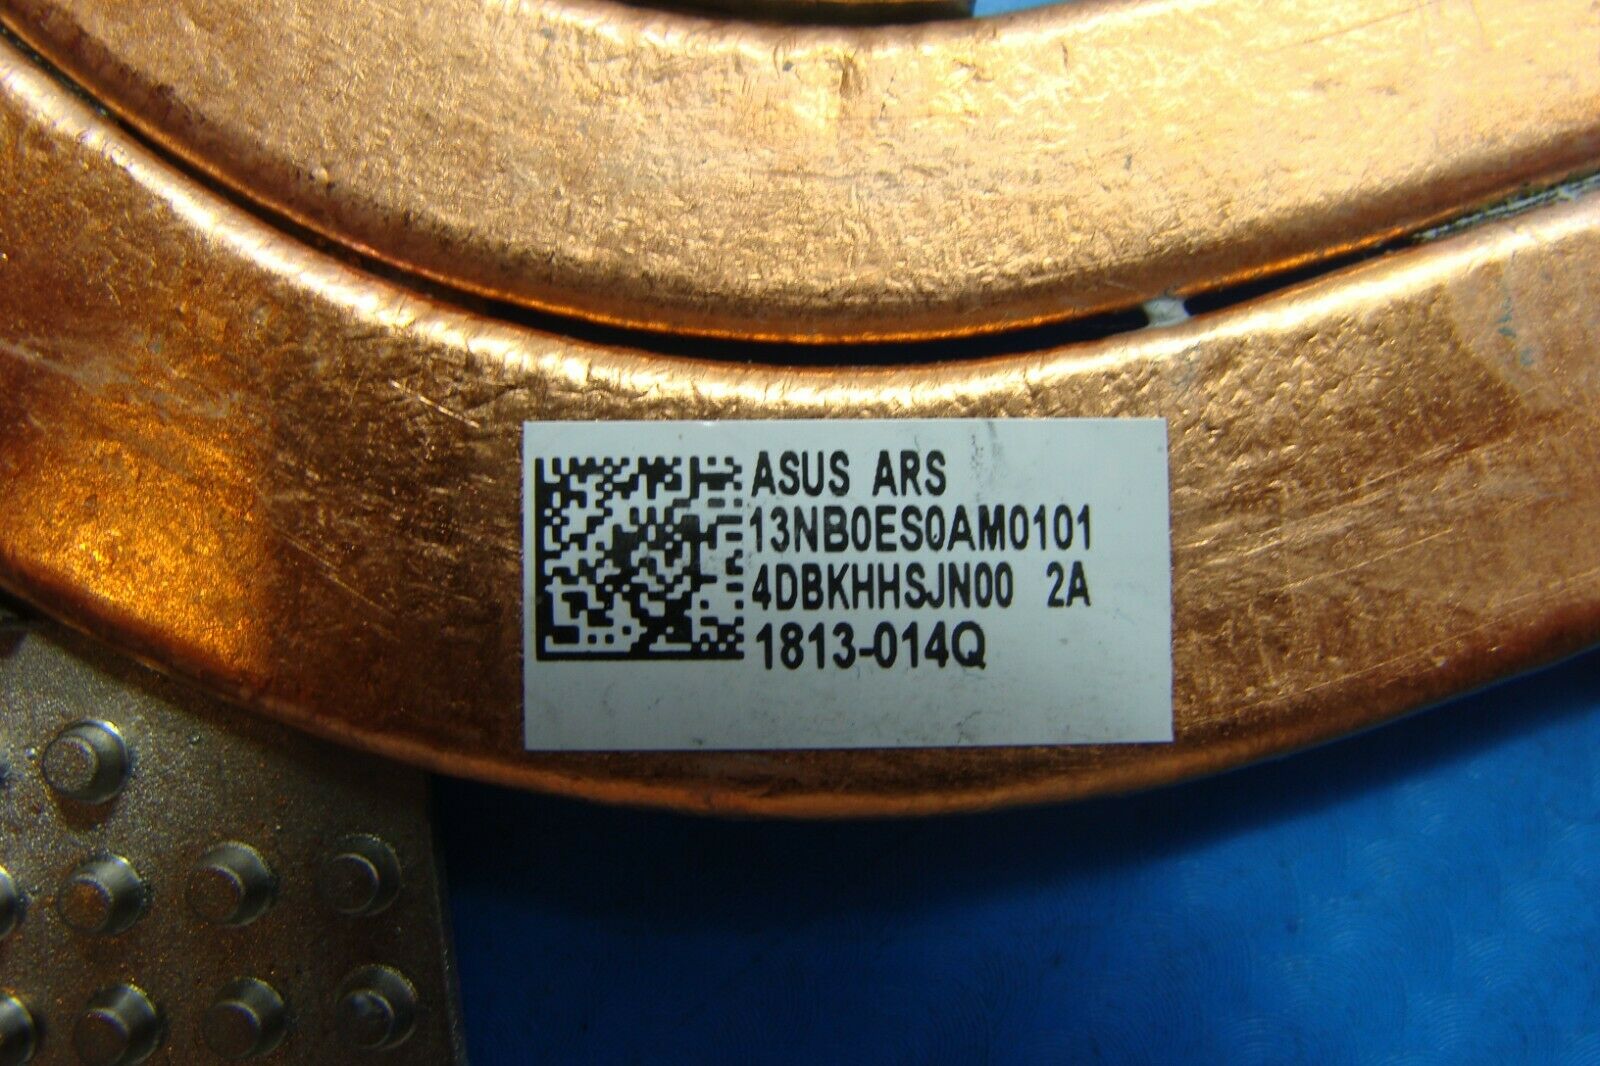 ASUS ARS
13NB0ES0AM0101
4DBKHHSJN00 2A
1813-014Q